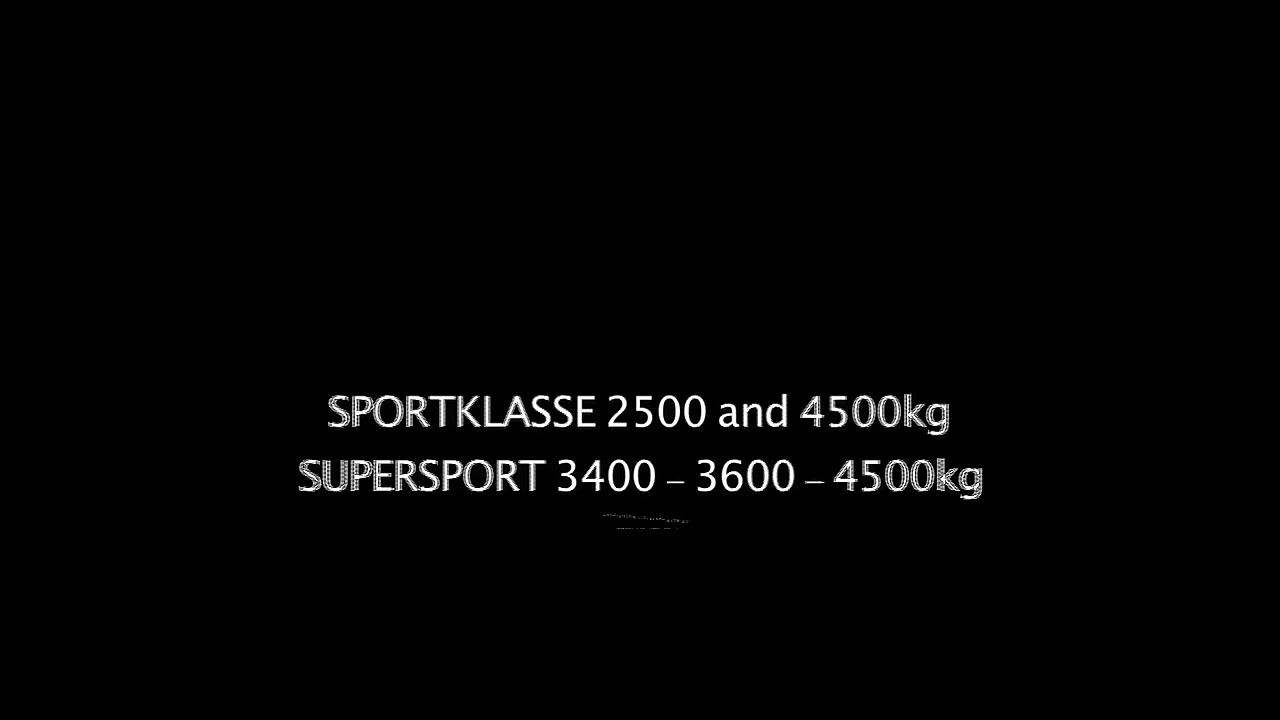 SPORTKLASSE 2500 and 4500kg
SUPERSPORT 3400 – 3600 – 4500kg